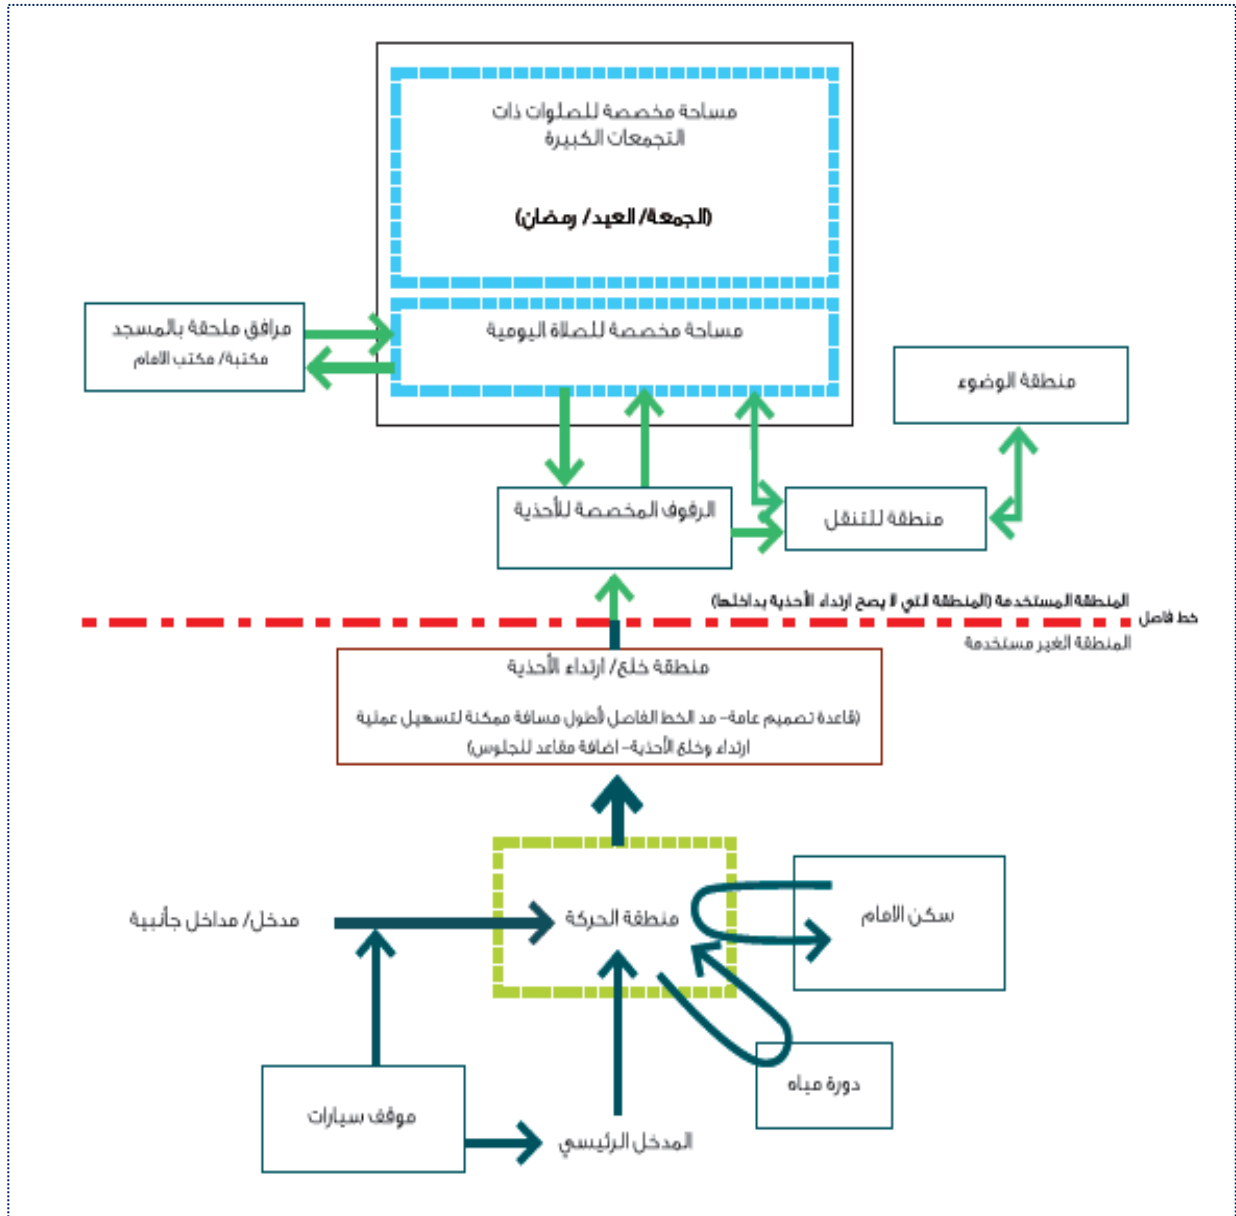 مساحة مخصصة للصلوات ذات
التجمعات الكبيرة
(الجمعة/ العيد/ رمضان)
مساحة مخصصة للصلاة اليومية
مرافق ملحقة بالمسجد
مكتبة/ مكتب الامام
منطقة الوضوء
الرفوف المخصصة للأحذية
منطقة للتنقل
المنطقة المستخدمة (المنطقة التي لا يصح ارتداء الأحذية بداخلها)
خط فاصل
المنطقة الغير مستخدمة
منطقة خلع/ ارتداء الأحذية
(قاعدة تصميم عامة– مد الخط الفاصل لأطول مسافة ممكنة لتسهيل عملية
ارتداء وخلع الأحذية– اضافة مقاعد للجلوس)
مدخل/ مداخل جأنبية
منطقة الحركة
سكن الامام
دورة مياه
موقف سيارات
المدخل الرئيسي